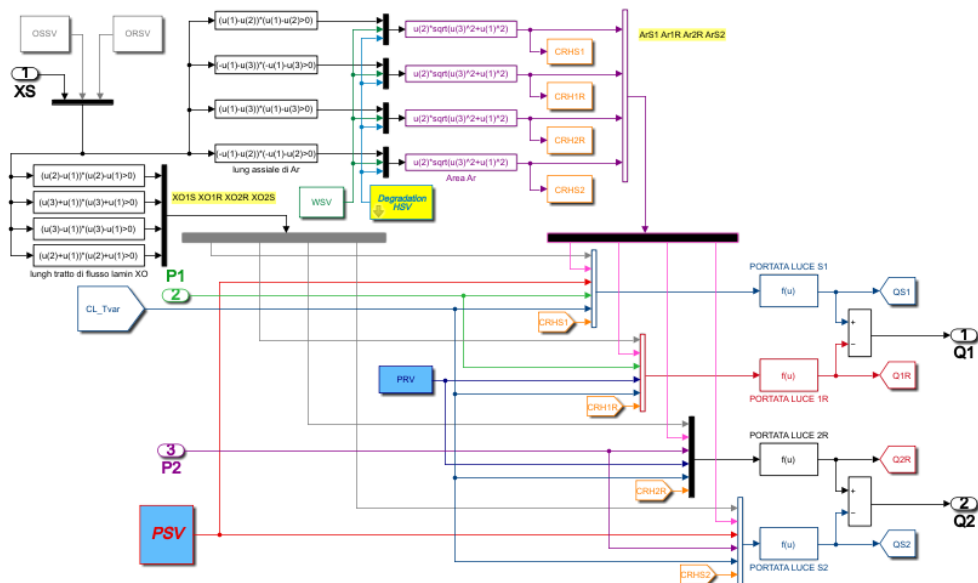 OSSV
ORSV
1
XS
(u(1)-u(2))*(u(1)-u(2)>0)
(-u(1)-u(3))*(-u(1)-u(3)>0)
(u(1)-u(3))*(u(1)-u(3)>0)
(-u(1)-u(2))*(-u(1)-u(2)>0)
lung assiale di Ar
u(2)*sqrt(u(3)^2+u(1)^2)
u(2)*sqrt(u(3)^2+u(1)^2)
u(2)*sqrt(u(3)^2+u(1)^2)
u(2)*sqrt(u(3)^2+u(1)^2)
Area Ar
CRHS1
CRH1R
CRH2R
CRHS2
ArS1 Ar1R Ar2R ArS2
(u(2)-u(1))*(u(2)-u(1)>0)
(u(3)+u(1))*(u(3)+u(1)>0)
(u(3)-u(1))*(u(3)-u(1)>0)
(u(2)+u(1))*(u(2)+u(1)>0)
lungh tratto di flusso lamin XO
XO1S XO1R XO2R XO2S
WSV
Degradation
HSV
P1
2
CL_Tvar
CRHS1
PORTATA LUCE S1
f(u)
QS1
+
−
1
Q1
PRV
CRH1R
f(u)
Q1R
PORTATA LUCE 1R
3
P2
CRH2R
PORTATA LUCE 2R
f(u)
Q2R
+
−
2
Q2
PSV
CRHS2
f(u)
QS2
PORTATA LUCE S2